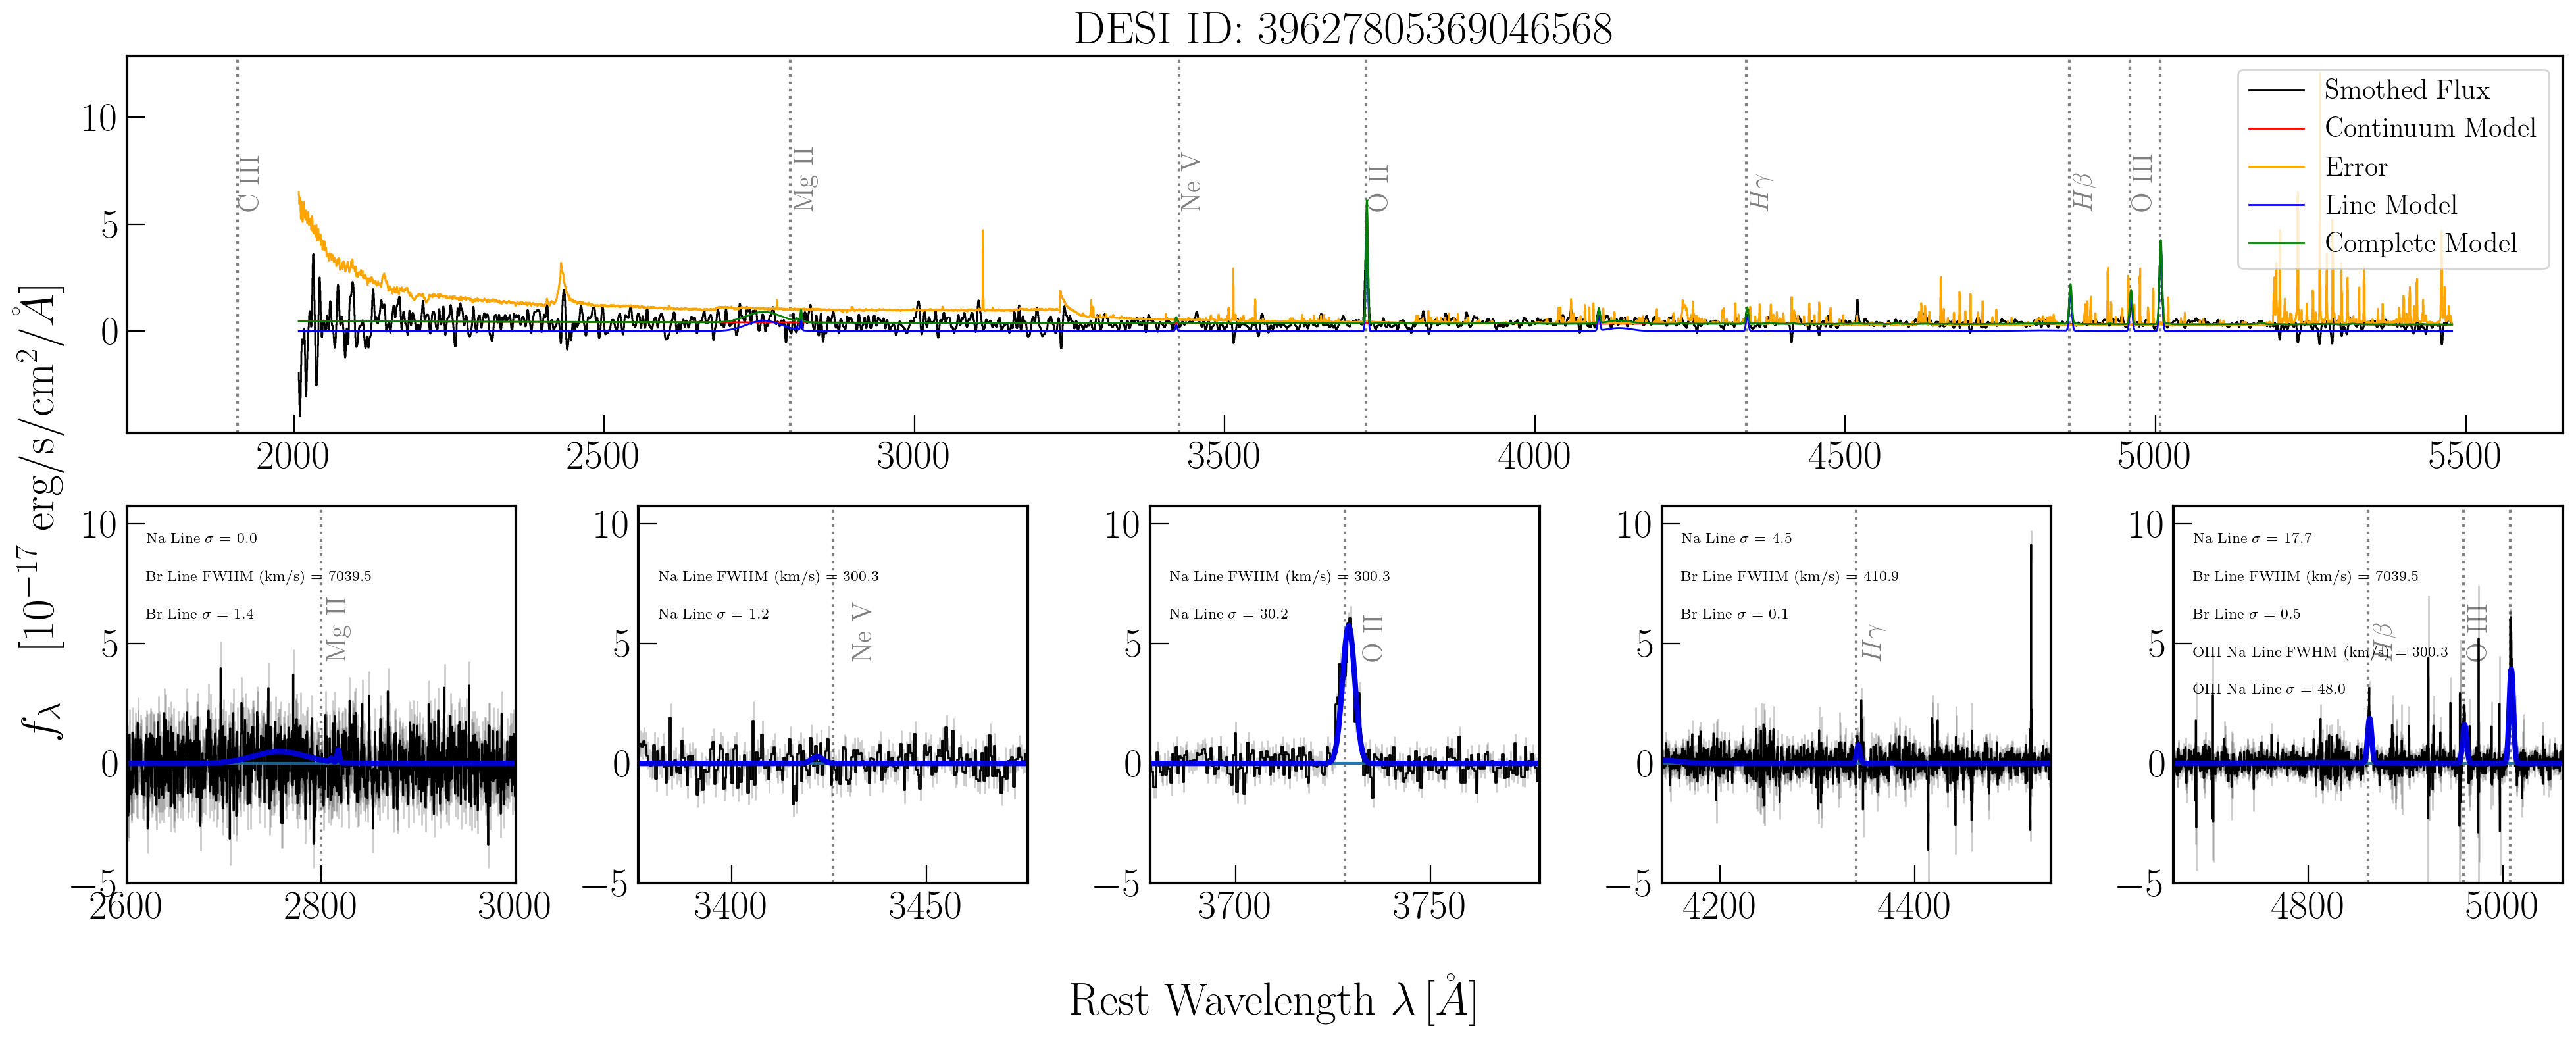 DESI ID: 39627805369046568
10
5
0
C III
Mg II
Ne V
O II
Hγ
Hβ
O III
Smothed Flux
Continuum Model
Error
Line Model
Complete Model
2000 2500 3000 3500 4000 4500 5000 5500
f_λ [10^{-17} erg/s/cm^2/Å]
10
5
0
−5
Na Line σ = 0.0
Br Line FWHM (km/s) = 7039.5
Br Line σ = 1.4
Mg II
2600 2800 3000
10
5
0
−5
Na Line FWHM (km/s) = 300.3
Na Line σ = 1.2
Ne V
3400 3450
10
5
0
−5
Na Line FWHM (km/s) = 300.3
Na Line σ = 30.2
O II
3700 3750
10
5
0
−5
Na Line σ = 4.5
Br Line FWHM (km/s) = 410.9
Br Line σ = 0.1
Hγ
4200 4400
10
5
0
−5
Na Line σ = 17.7
Br Line FWHM (km/s) = 7039.5
Br Line σ = 0.5
OIII Na Line FWHM (km/s) = 300.3
OIII Na Line σ = 48.0
Hβ
O III
4800 5000
Rest Wavelength λ [Å]